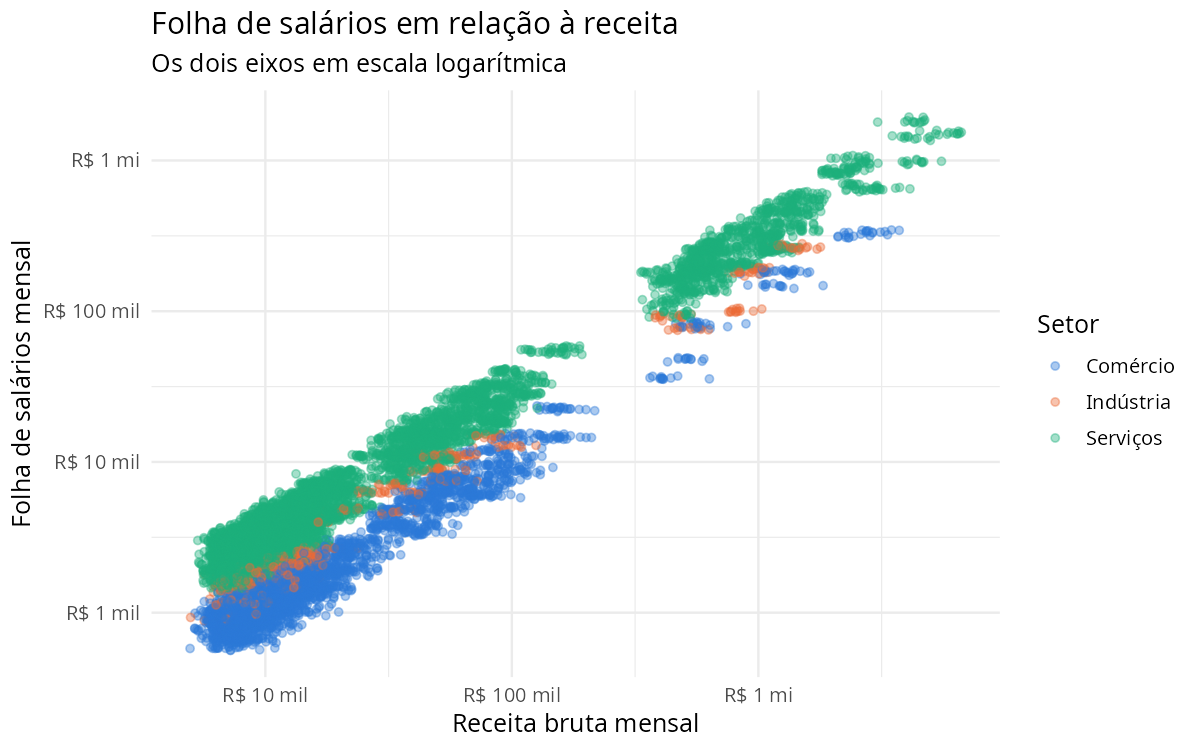 Folha de salários em relação à receita
Os dois eixos em escala logarítmica
Folha de salários mensal
R$ 1 mi
R$ 100 mil
R$ 10 mil
R$ 1 mil
R$ 10 mil
R$ 100 mil
R$ 1 mi
Receita bruta mensal
Setor
Comércio
Indústria
Serviços